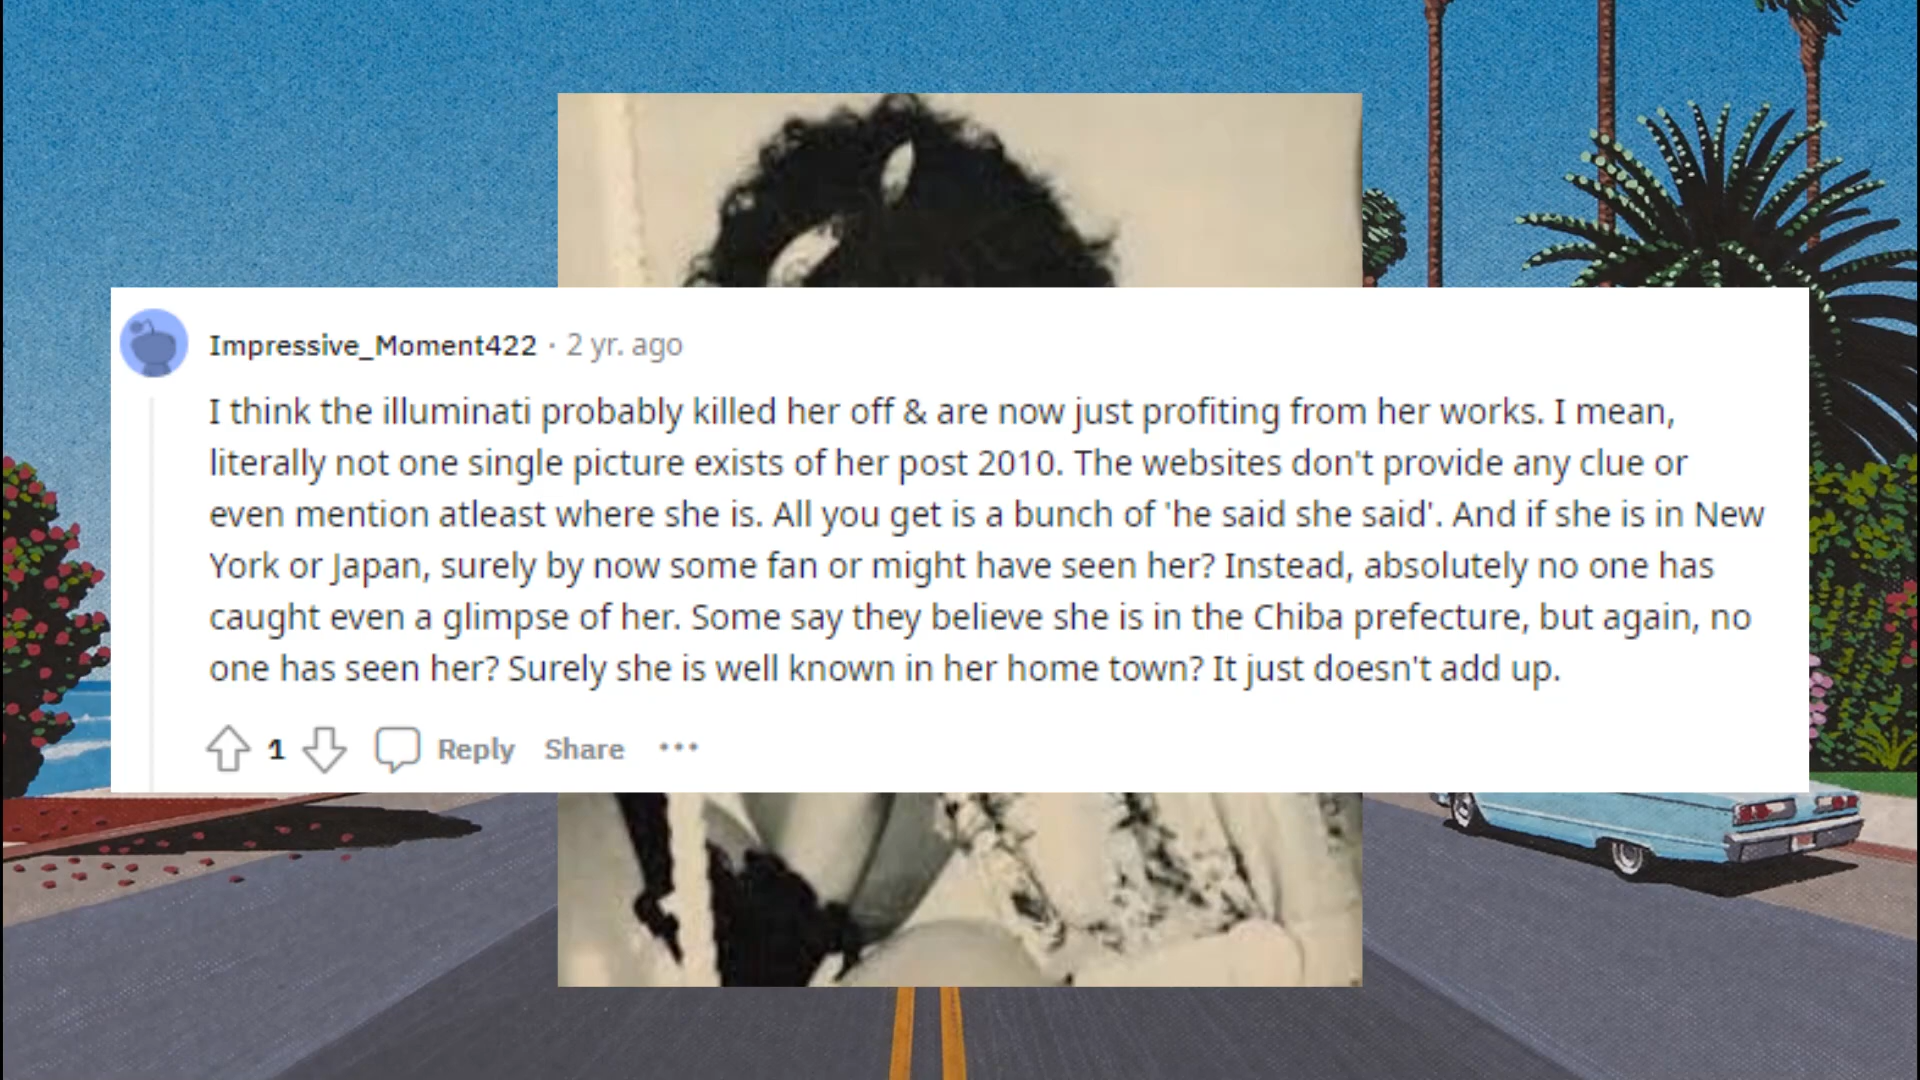 Impressive_Moment422 · 2 yr. ago
I think the illuminati probably killed her off & are now just profiting from her works. I mean,
literally not one single picture exists of her post 2010. The websites don't provide any clue or
even mention atleast where she is. All you get is a bunch of 'he said she said'. And if she is in New
York or Japan, surely by now some fan or might have seen her? Instead, absolutely no one has
caught even a glimpse of her. Some say they believe she is in the Chiba prefecture, but again, no
one has seen her? Surely she is well known in her home town? It just doesn't add up.
1 Reply Share ...